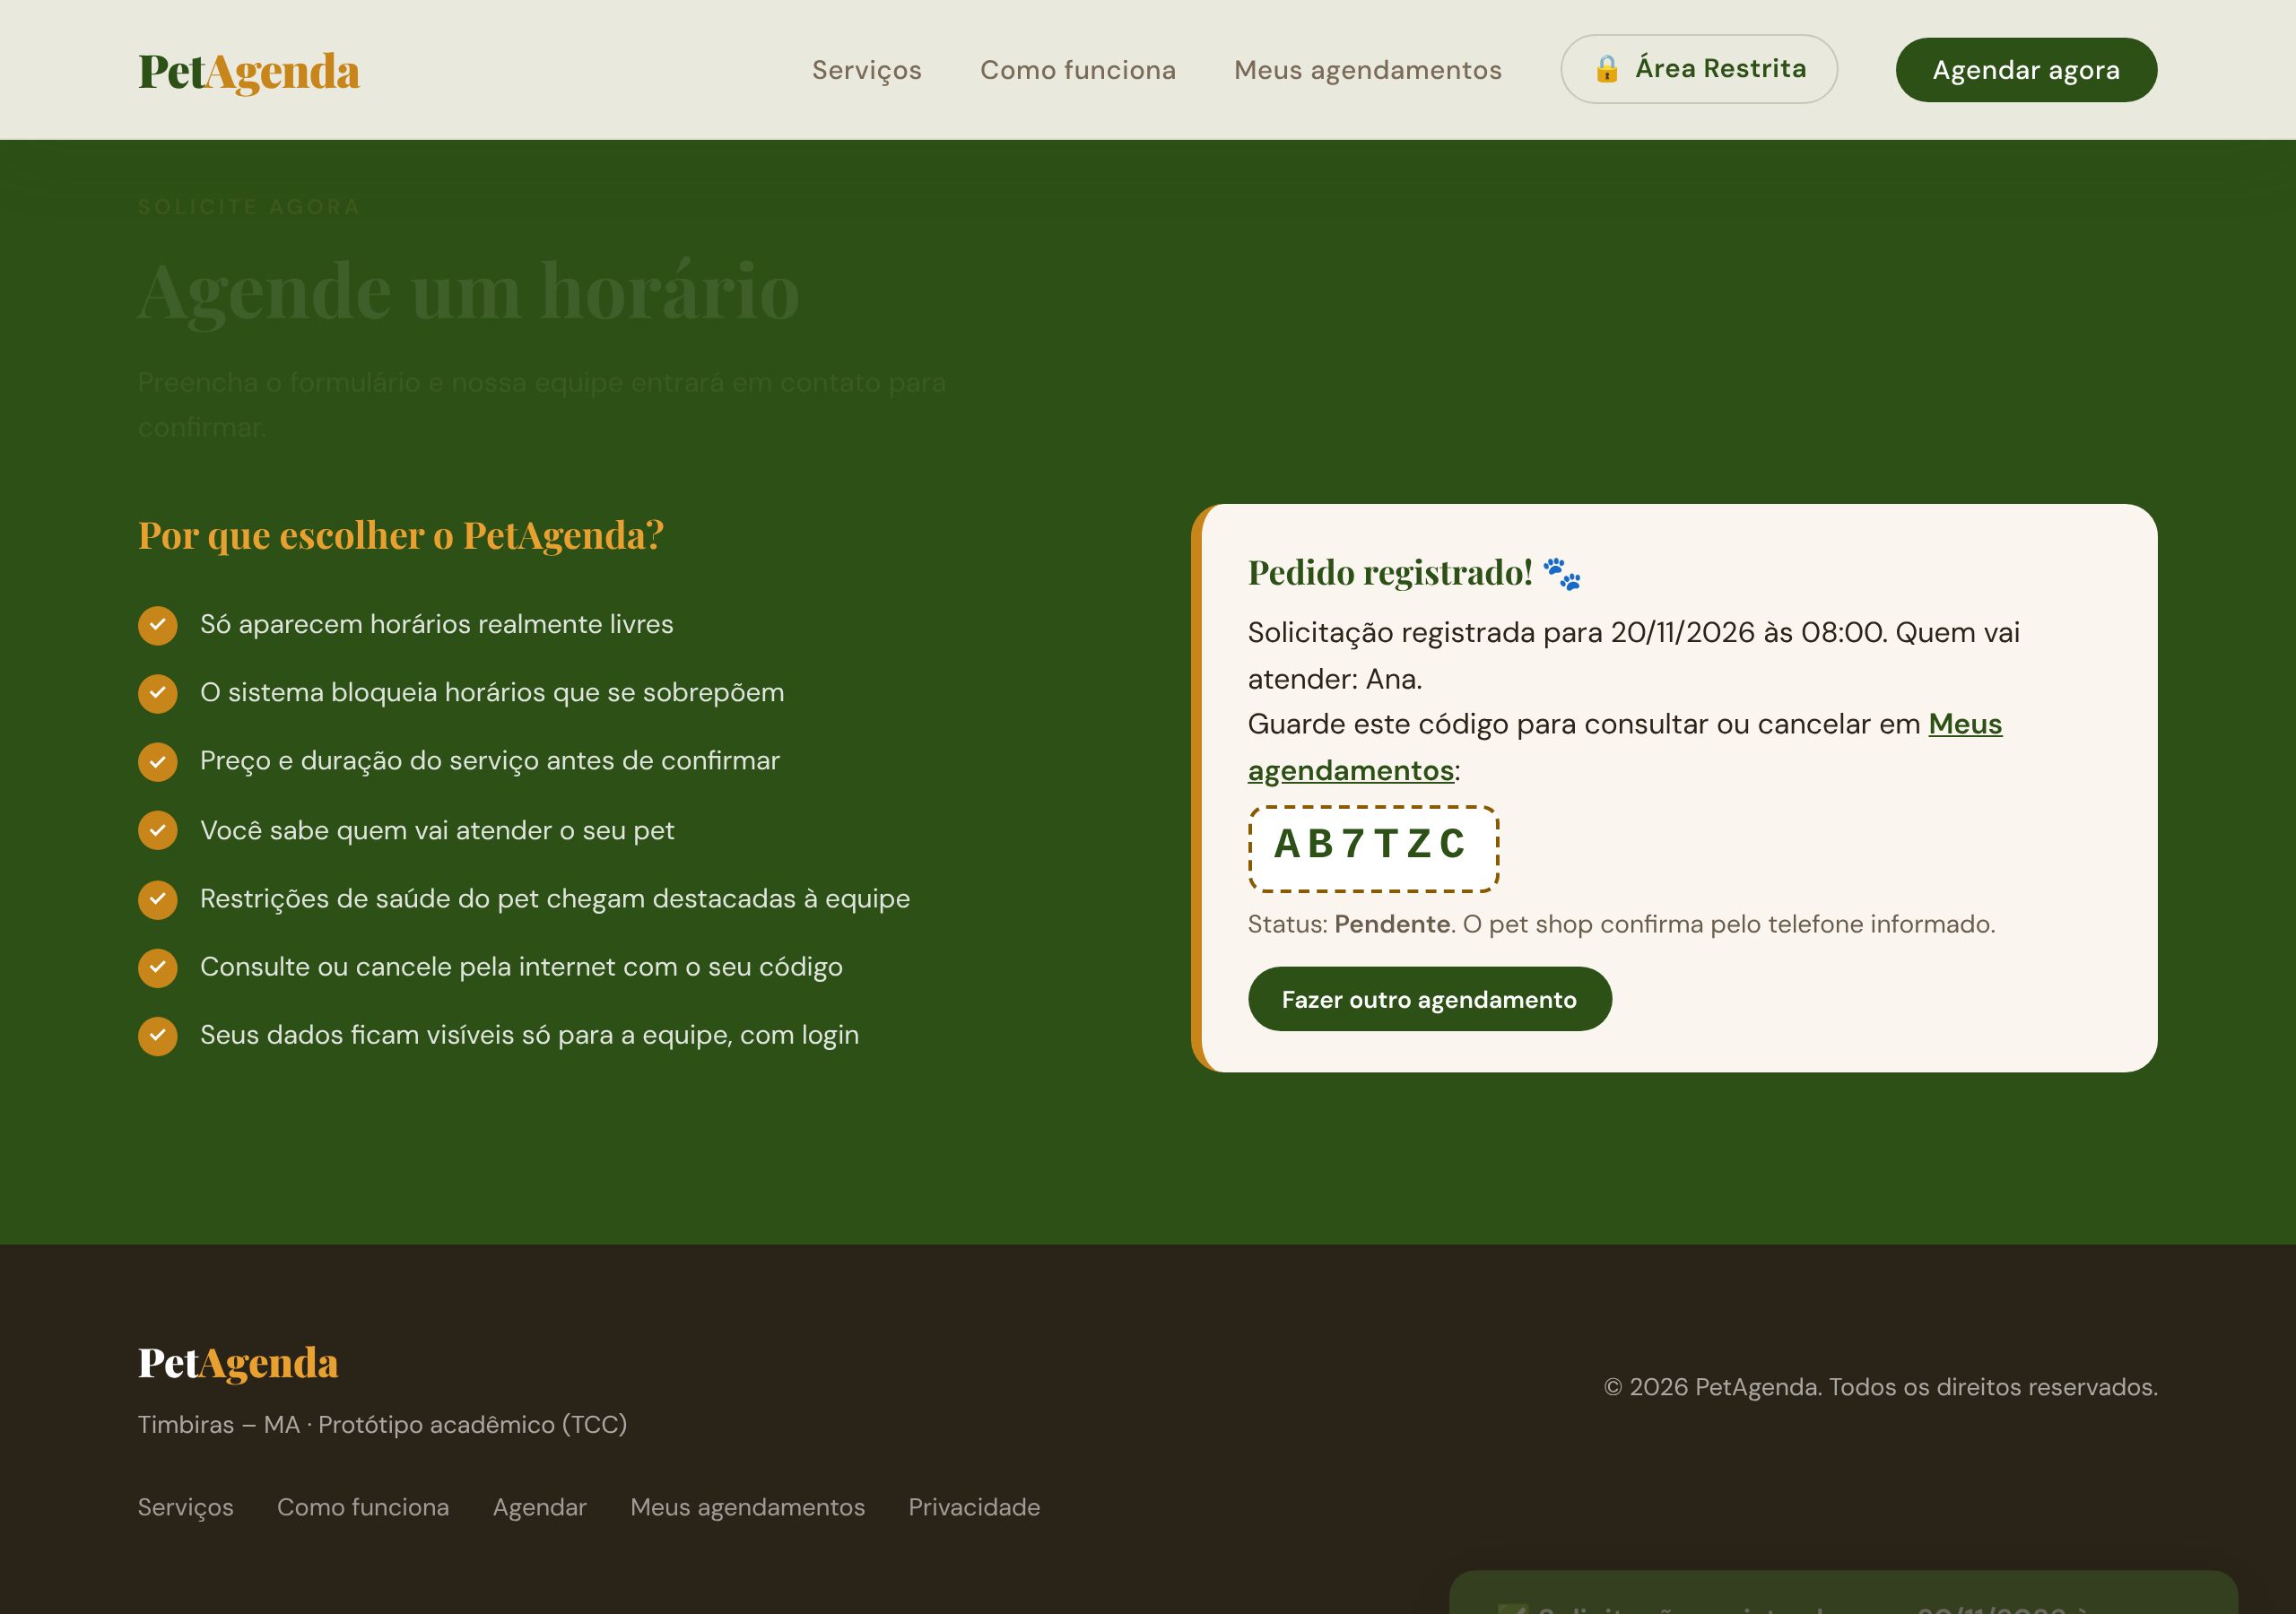 PetAgenda
Serviços
Como funciona
Meus agendamentos
🔒 Área Restrita
Agendar agora
SOLICITE AGORA
Agende um horário
Preencha o formulário e nossa equipe entrará em contato para
confirmar.
Por que escolher o PetAgenda?
Só aparecem horários realmente livres
O sistema bloqueia horários que se sobrepõem
Preço e duração do serviço antes de confirmar
Você sabe quem vai atender o seu pet
Restrições de saúde do pet chegam destacadas à equipe
Consulte ou cancele pela internet com o seu código
Seus dados ficam visíveis só para a equipe, com login
Pedido registrado! 🐾
Solicitação registrada para 20/11/2026 às 08:00. Quem vai
atender: Ana.
Guarde este código para consultar ou cancelar em Meus
agendamentos:
AB7TZC
Status: Pendente. O pet shop confirma pelo telefone informado.
Fazer outro agendamento
PetAgenda
Timbiras – MA · Protótipo acadêmico (TCC)
© 2026 PetAgenda. Todos os direitos reservados.
Serviços
Como funciona
Agendar
Meus agendamentos
Privacidade